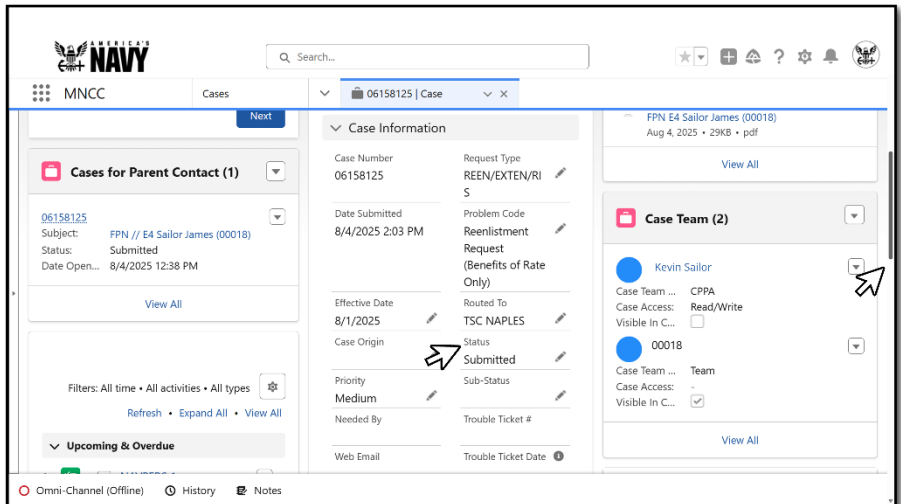 AMERICA'S
NAVY
Search...
MNCC
Cases
06158125 | Case
Next
Cases for Parent Contact (1)
06158125
Subject: FPN // E4 Sailor James (00018)
Status: Submitted
Date Open... 8/4/2025 12:38 PM
View All
Filters: All time • All activities • All types
Refresh • Expand All • View All
Upcoming & Overdue
Case Information
Case Number
06158125
Request Type
REEN/EXTEN/RI
S
Date Submitted
8/4/2025 2:03 PM
Problem Code
Reenlistment
Request
(Benefits of Rate
Only)
Effective Date
8/1/2025
Routed To
TSC NAPLES
Case Origin
Status
Submitted
Priority
Medium
Sub-Status
Needed By
Trouble Ticket #
Web Email
Trouble Ticket Date
FPN E4 Sailor James (00018)
Aug 4, 2025 • 29KB • pdf
View All
Case Team (2)
Kevin Sailor
Case Team ... CPPA
Case Access: Read/Write
Visible In C...
00018
Case Team ... Team
Case Access: -
Visible In C...
View All
Omni-Channel (Offline)
History
Notes